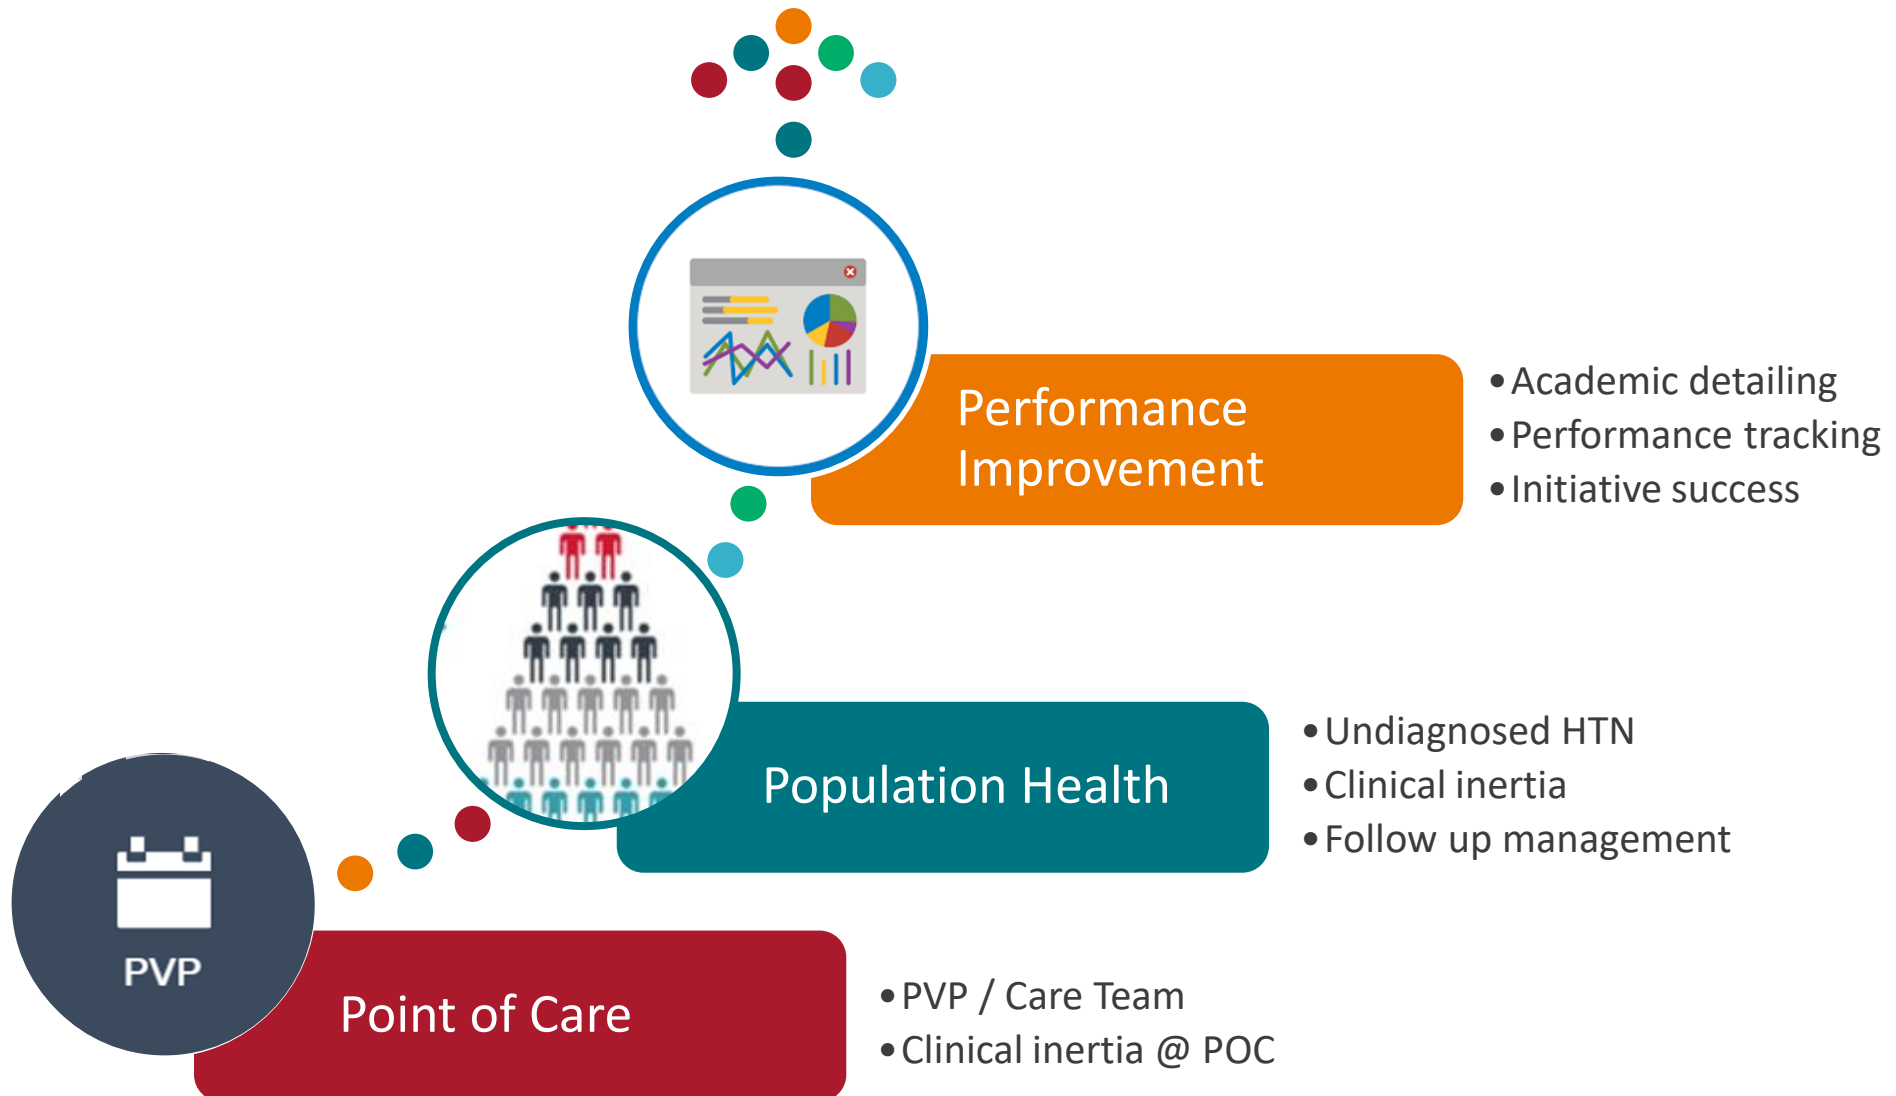 Performance
Improvement
•Academic detailing
•Performance tracking
•Initiative success
Population Health
•Undiagnosed HTN
•Clinical inertia
•Follow up management
PVP
Point of Care
•PVP / Care Team
•Clinical inertia @ POC